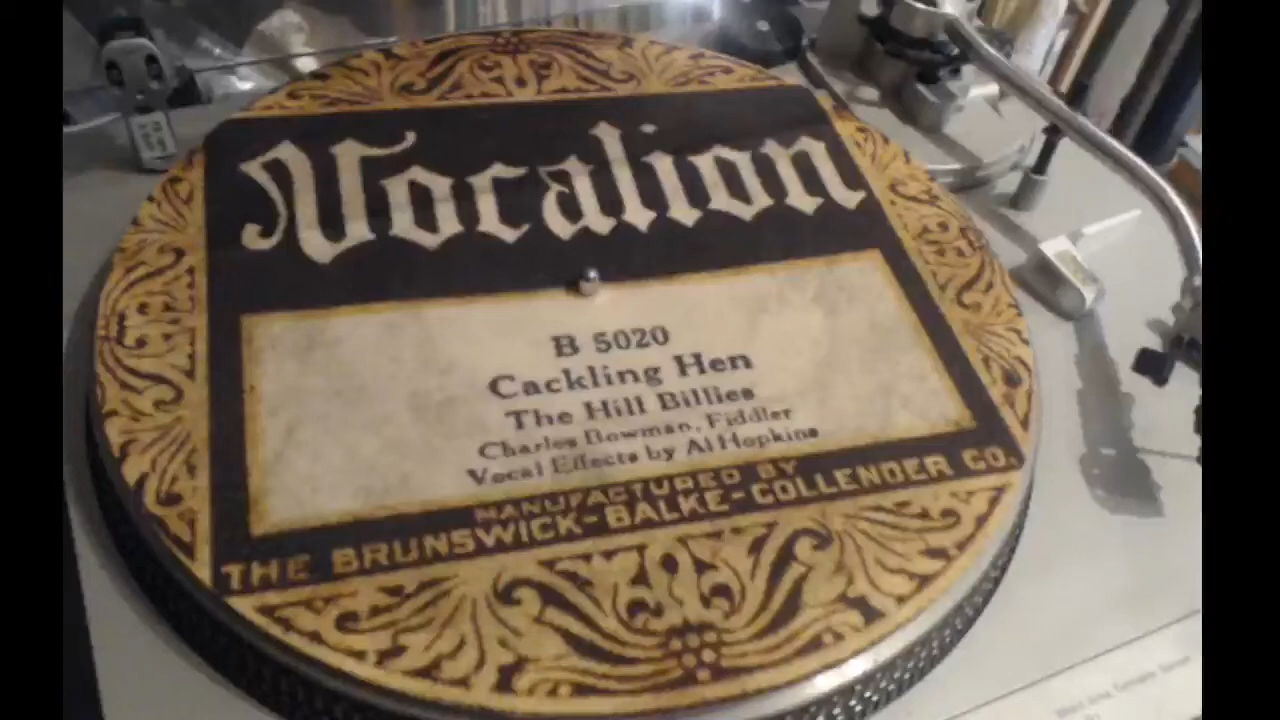 Vocalion
B 5020
Cackling Hen
The Hill Billies
Charles Bowman, Fiddler
Vocal Effects by Al Hopkins
MANUFACTURED BY
THE BRUNSWICK-BALKE-COLLENDER CO.